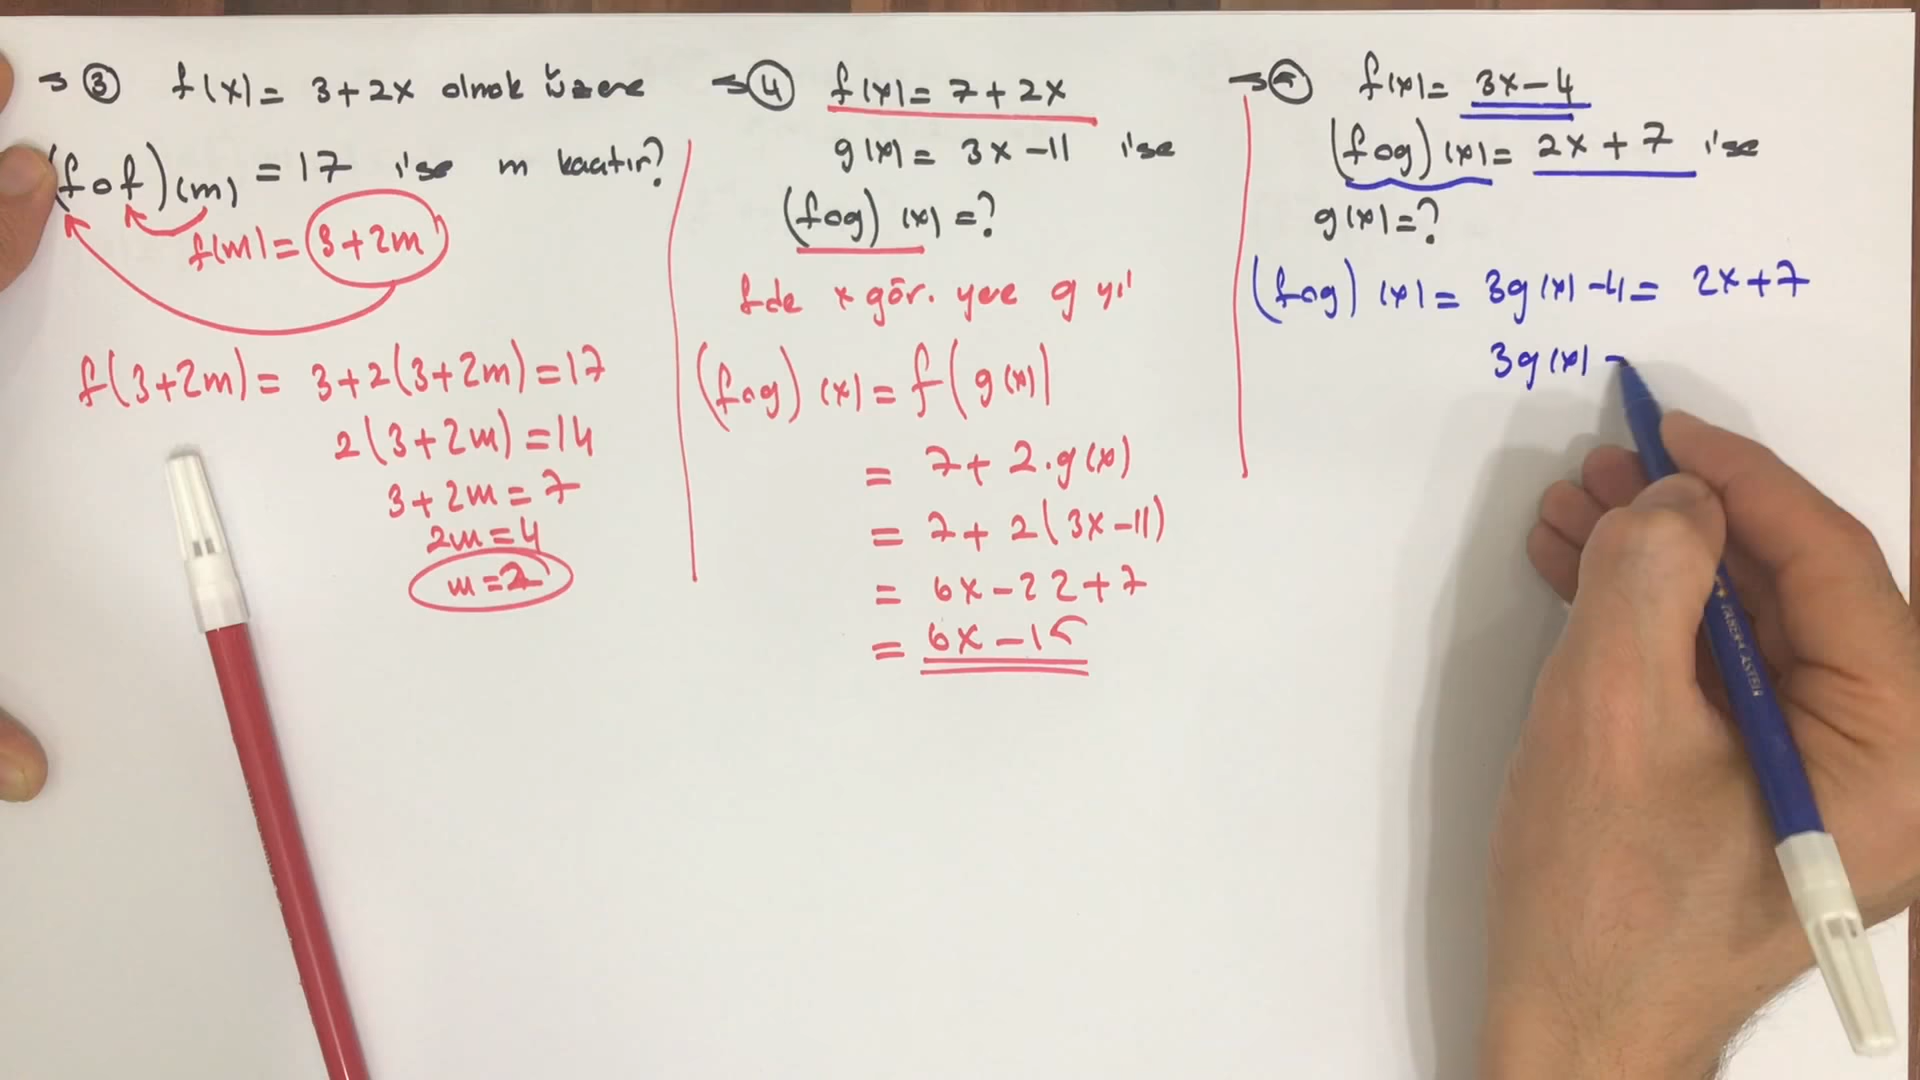 → ③ f(x) = 3 + 2x olmak üzere
(fof)(m) = 17 ise m kaçtır?
f(m) = 3+2m
f(3+2m) = 3+2(3+2m) = 17
2(3+2m) = 14
3+2m = 7
2m = 4
m = 2
→ ④ f(x) = 7 + 2x
g(x) = 3x - 11 ise
(fog)(x) = ?
f de x gör. yere g yi
(fog)(x) = f(g(x)
= 7 + 2.g(x)
= 7 + 2(3x-11)
= 6x - 22 + 7
= 6x - 15
→ ⑤ f(x) = 3x - 4
(fog)(x) = 2x + 7 ise
g(x) = ?
(fog)(x) = 3g(x) - 4 = 2x + 7
3g(x) =
FABER-CASTELL